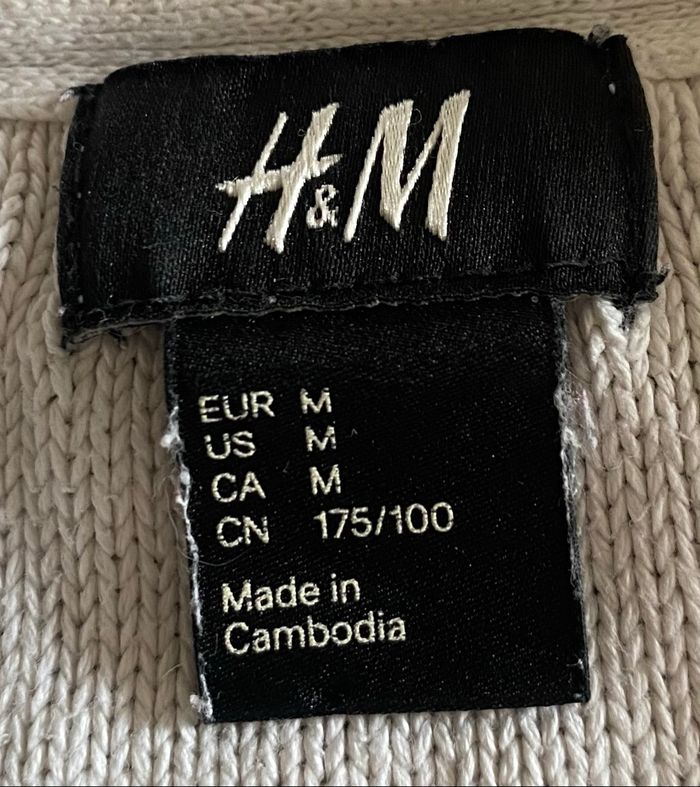 H&M
EUR M
US M
CA M
CN 175/100
Made in
Cambodia